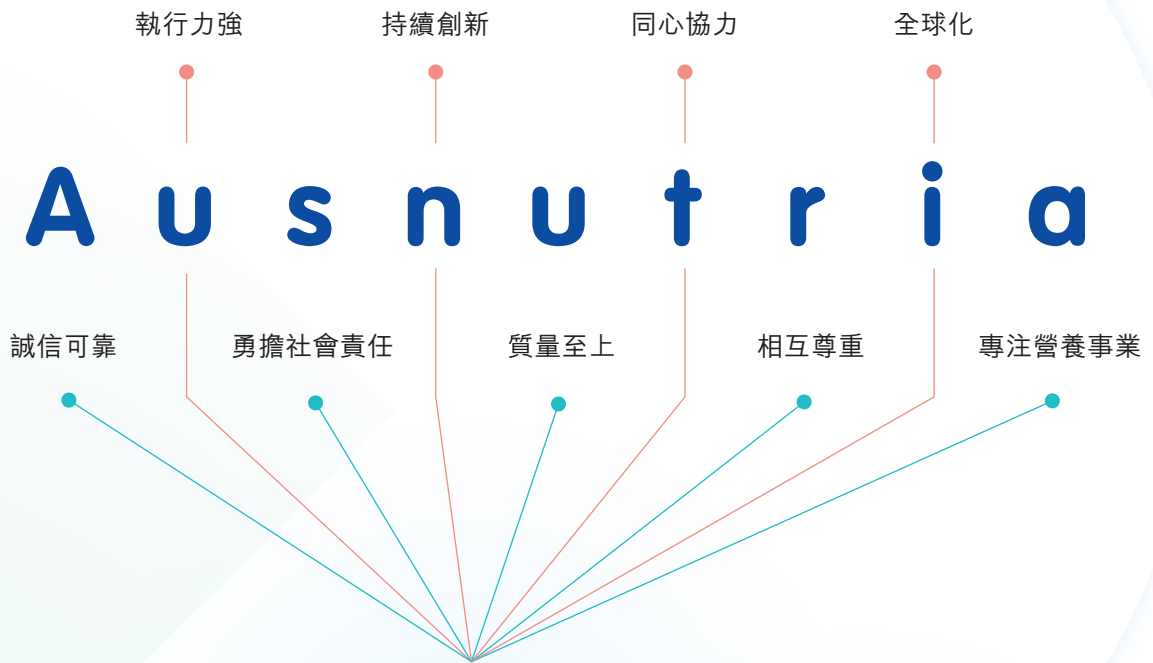 執行力強
持續創新
同心協力
全球化
Ausnutria
誠信可靠
勇擔社會責任
質量至上
相互尊重
專注營養事業